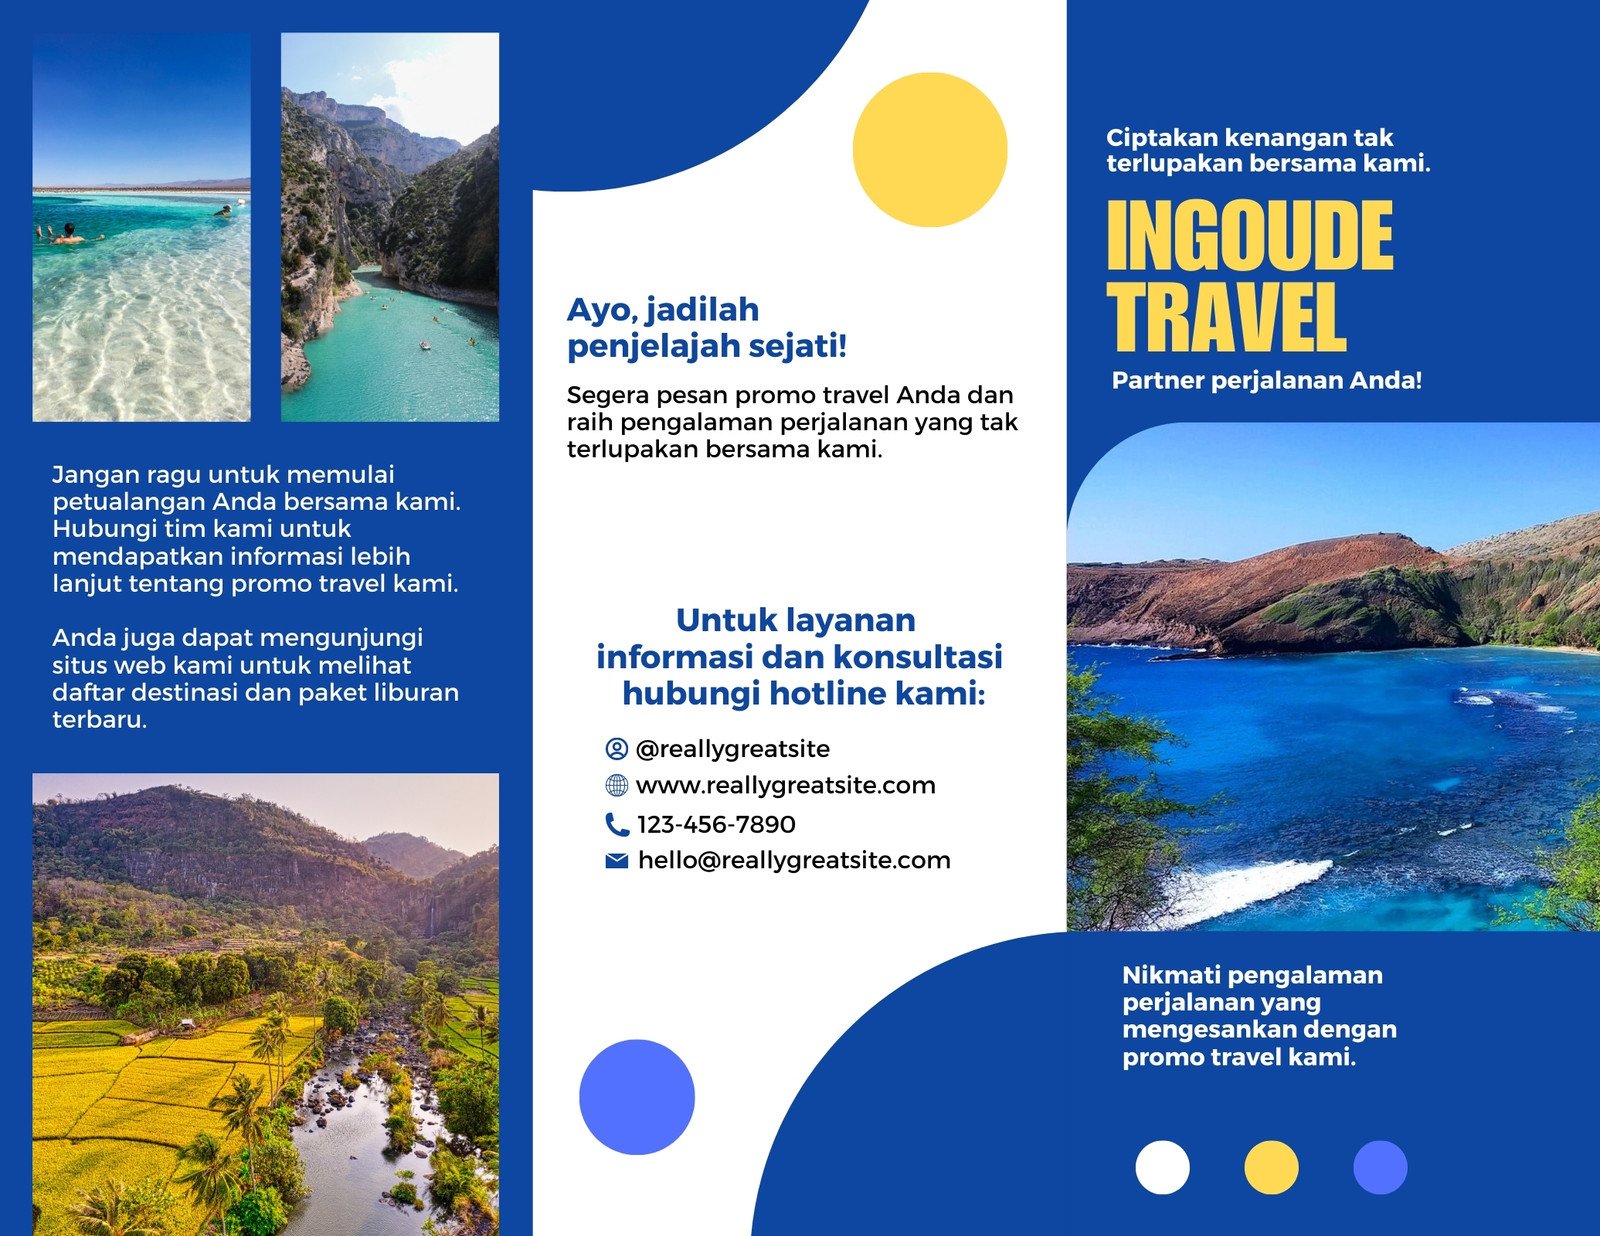 Jangan ragu untuk memulai
petualangan Anda bersama kami.
Hubungi tim kami untuk
mendapatkan informasi lebih
lanjut tentang promo travel kami.
Anda juga dapat mengunjungi
situs web kami untuk melihat
daftar destinasi dan paket liburan
terbaru.
Ayo, jadilah
penjelajah sejati!
Segera pesan promo travel Anda dan
raih pengalaman perjalanan yang tak
terlupakan bersama kami.
Untuk layanan
informasi dan konsultasi
hubungi hotline kami:
@reallygreatsite
www.reallygreatsite.com
123-456-7890
hello@reallygreatsite.com
Ciptakan kenangan tak
terlupakan bersama kami.
INGOUDE
TRAVEL
Partner perjalanan Anda!
Nikmati pengalaman
perjalanan yang
mengesankan dengan
promo travel kami.